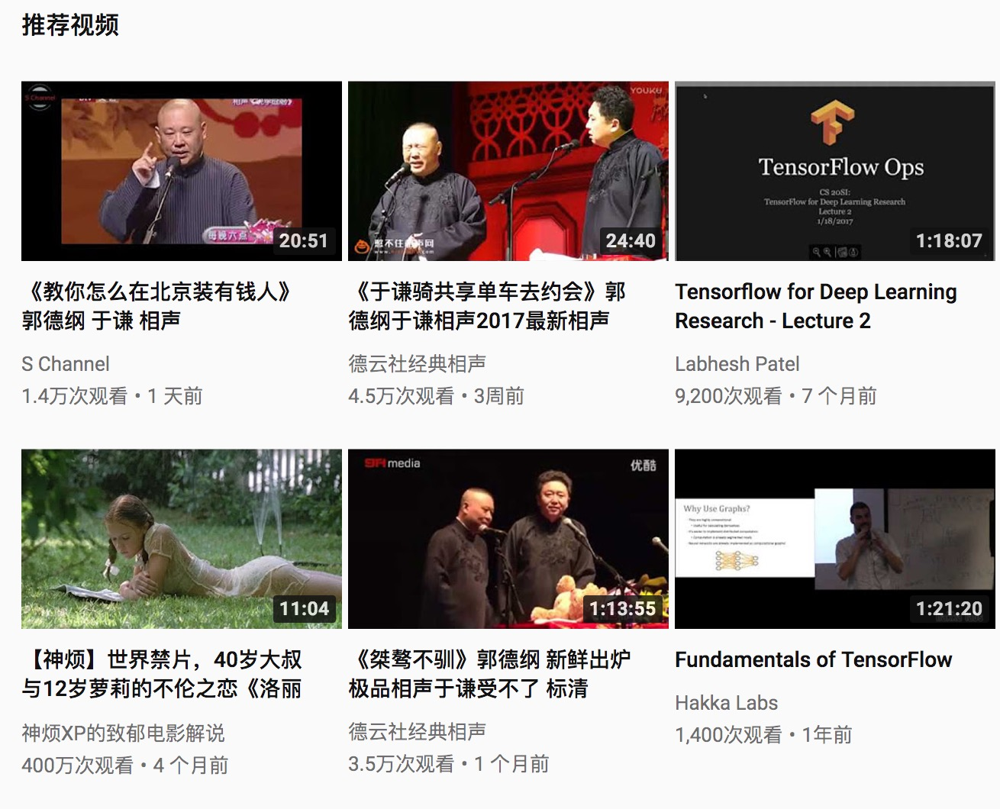 推荐视频
S Channel
每晚六点
20:51
YOUKU
24:40
TensorFlow Ops
CS 20SI:
TensorFlow for Deep Learning Research
Lecture 2
1/18/2017
1:18:07
《教你怎么在北京装有钱人》
郭德纲 于谦 相声
S Channel
1.4万次观看 • 1 天前
《于谦骑共享单车去约会》郭
德纲于谦相声2017最新相声
德云社经典相声
4.5万次观看 • 3周前
Tensorflow for Deep Learning
Research - Lecture 2
Labhesh Patel
9,200次观看 • 7 个月前
11:04
media
优酷
1:13:55
Why Use Graphs?
1:21:20
【神烦】世界禁片，40岁大叔
与12岁萝莉的不伦之恋《洛丽
神烦XP的致郁电影解说
400万次观看 • 4 个月前
《桀骜不驯》郭德纲 新鲜出炉
极品相声于谦受不了 标清
德云社经典相声
3.5万次观看 • 1 个月前
Fundamentals of TensorFlow
Hakka Labs
1,400次观看 • 1年前